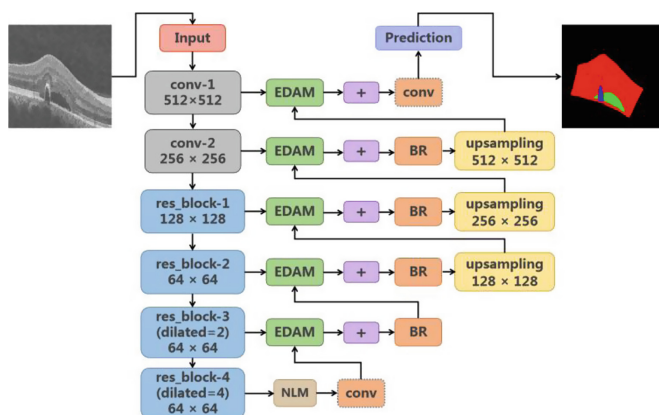 Input
Prediction
conv-1
512×512
EDAM
+
conv
conv-2
256 × 256
EDAM
+
BR
upsampling
512 × 512
res_block-1
128 × 128
EDAM
+
BR
upsampling
256 × 256
res_block-2
64 × 64
EDAM
+
BR
upsampling
128 × 128
res_block-3
(dilated=2)
64 × 64
EDAM
+
BR
res_block-4
(dilated=4)
64 × 64
NLM
conv